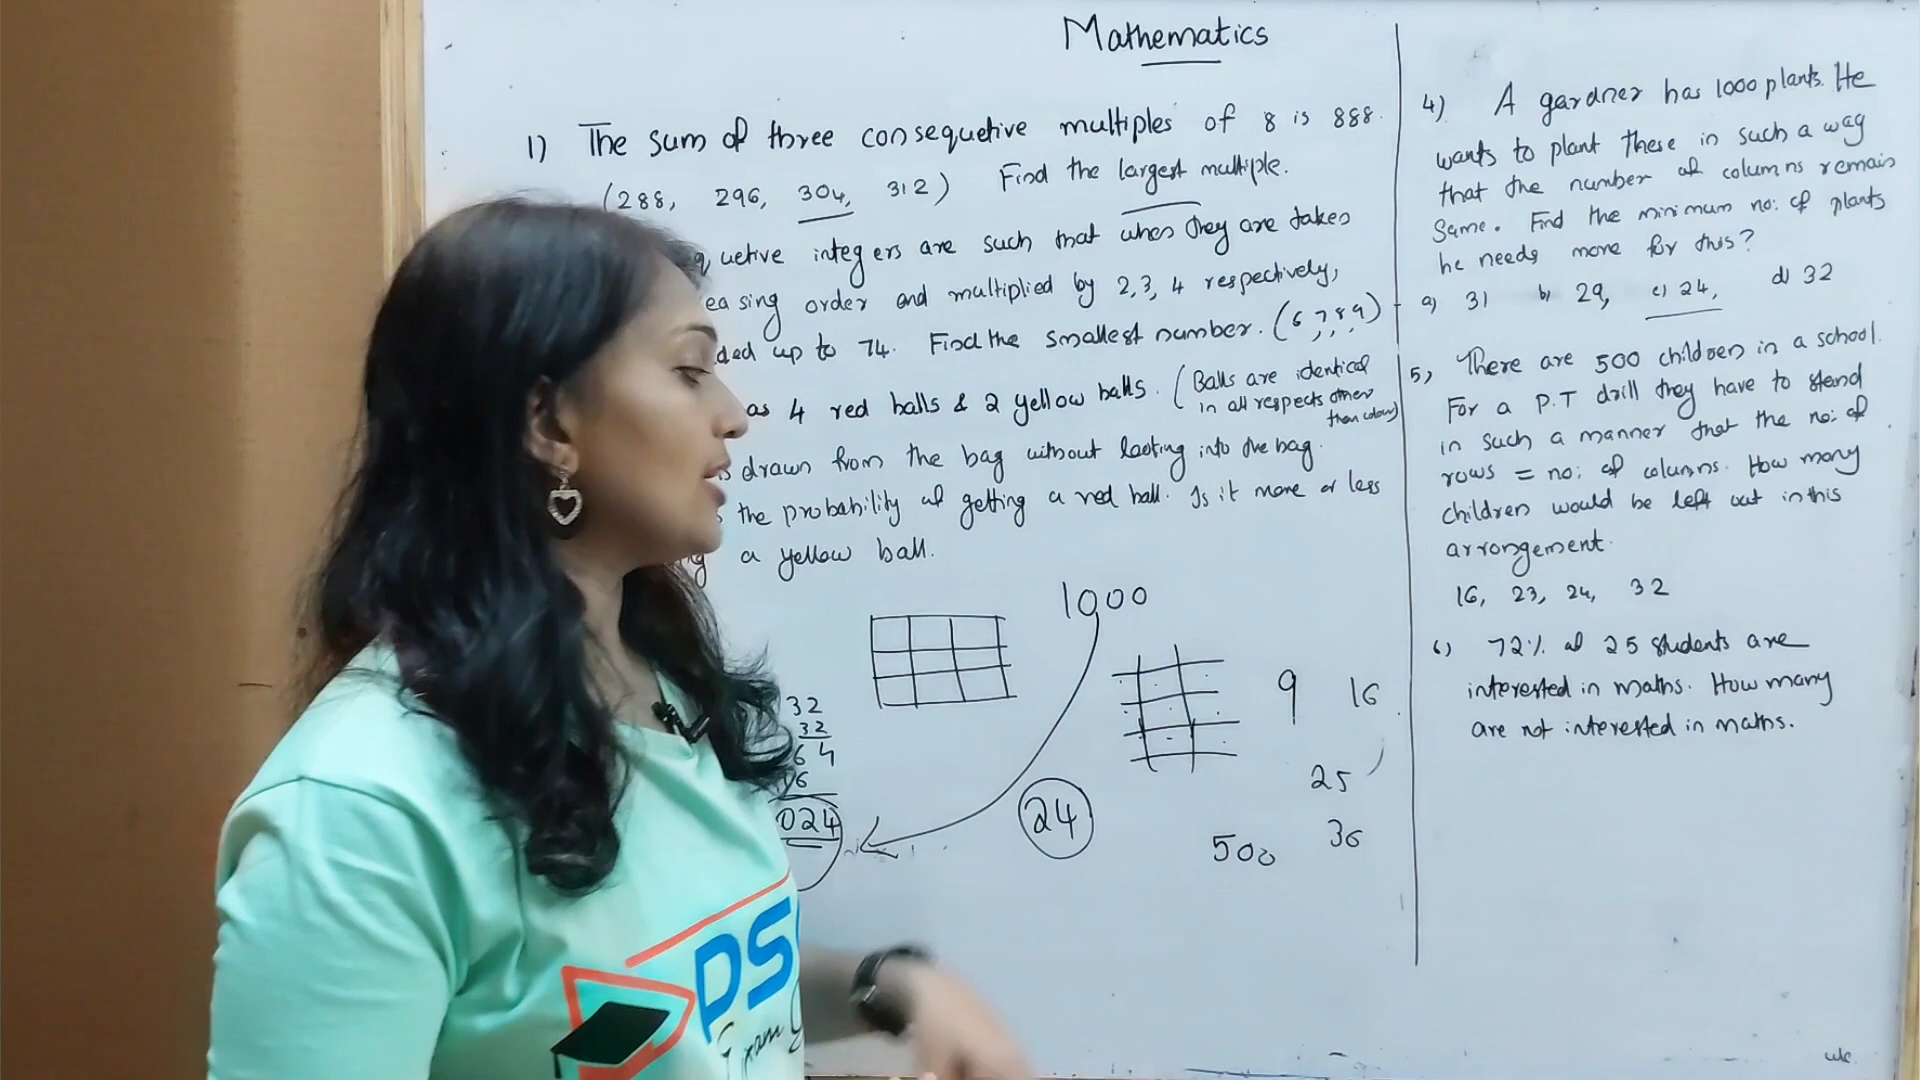 Mathematics
1) The sum of three consequetive multiples of 8 is 888.
(288, 296, 304, 312) Find the largest multiple.
quetive integers are such that when they are taken
easing order and multiplied by 2, 3, 4 respectively,
ded up to 74. Find the smallest number. (6, 7, 8, 9)
as 4 red balls & 2 yellow balls. (Balls are identical
in all respects other
than colour)
is drawn from the bag without looking into the bag.
the probability of getting a red ball. Is it more or less
a yellow ball.
1000
32
32
64
024
24
9 16
25
36
500
4) A gardner has 1000 plants. He
wants to plant these in such a way
that the number of columns remain
same. Find the minimum no: of plants
he needs more for this?
a) 31 b) 29, c) 24, d) 32
5) There are 500 children in a school.
For a P.T drill they have to stand
in such a manner that the no: of
rows = no: of columns. How many
children would be left out in this
arrangement.
16, 23, 24, 32
6) 72% of 25 students are
interested in maths. How many
are not interested in maths.
PS
Exam